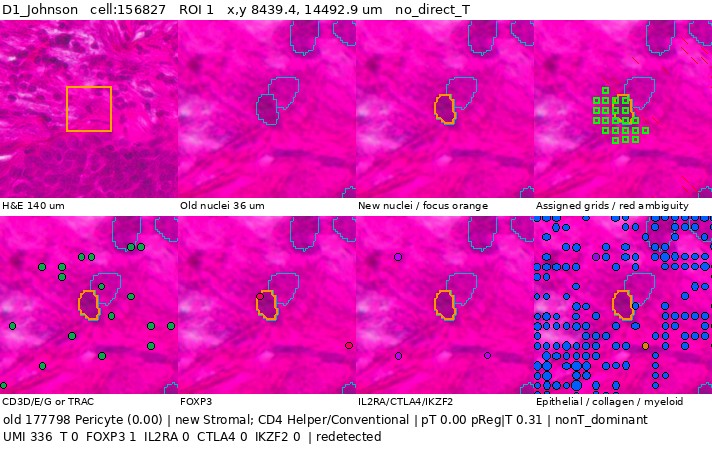 D1_Johnson cell:156827 ROI 1 x,y 8439.4, 14492.9 um no_direct_T
H&E 140 um
Old nuclei 36 um
New nuclei / focus orange
Assigned grids / red ambiguity
CD3D/E/G or TRAC
FOXP3
IL2RA/CTLA4/IKZF2
Epithelial / collagen / myeloid
old 177798 Pericyte (0.00) | new Stromal; CD4 Helper/Conventional | pT 0.00 pReg|T 0.31 | nonT_dominant
UMI 336 T 0 FOXP3 1 IL2RA 0 CTLA4 0 IKZF2 0 | redetected